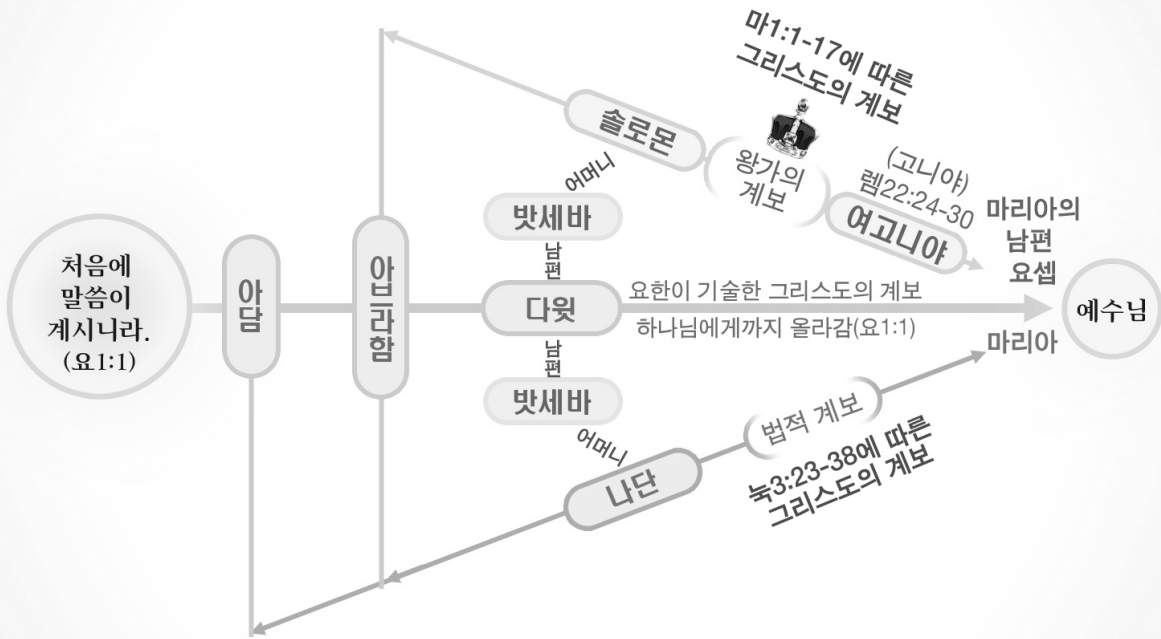 마1:1-17에 따른
그리스도의 계보
솔로몬
왕가의
계보
(고니야)
렘22:24-30
여고니야
어머니
밧세바
남편
마리아의
남편
요셉
처음에
말씀이
계시니라.
(요1:1)
아담
아브라함
다윗
요한이 기술한 그리스도의 계보
하나님에게까지 올라감(요1:1)
예수님
마리아
남편
밧세바
어머니
나단
법적 계보
눅3:23-38에 따른
그리스도의 계보